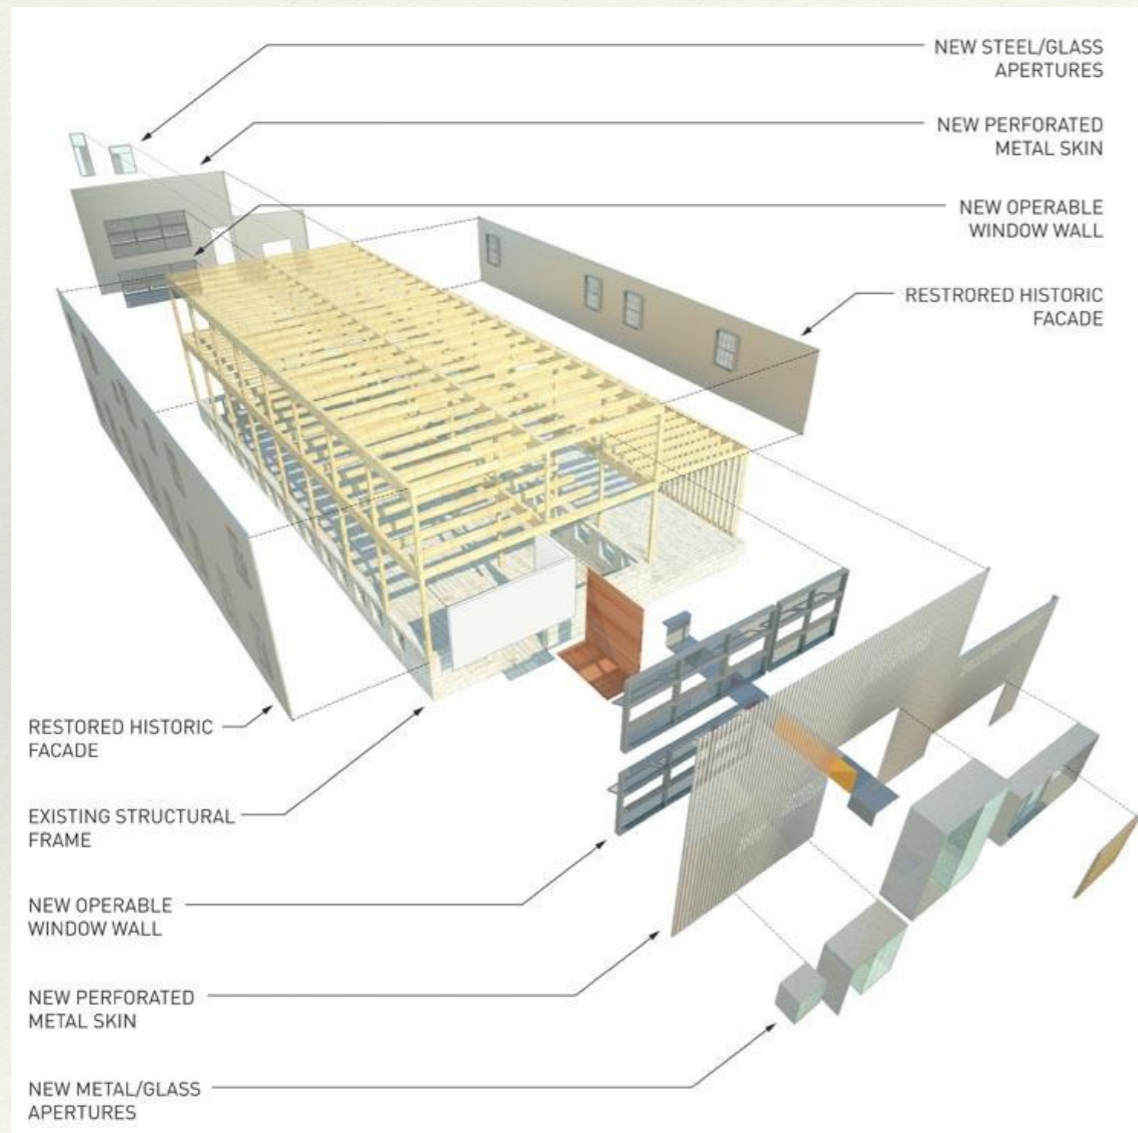 NEW STEEL/GLASS
APERTURES
NEW PERFORATED
METAL SKIN
NEW OPERABLE
WINDOW WALL
RESTRORED HISTORIC
FACADE
RESTORED HISTORIC
FACADE
EXISTING STRUCTURAL
FRAME
NEW OPERABLE
WINDOW WALL
NEW PERFORATED
METAL SKIN
NEW METAL/GLASS
APERTURES